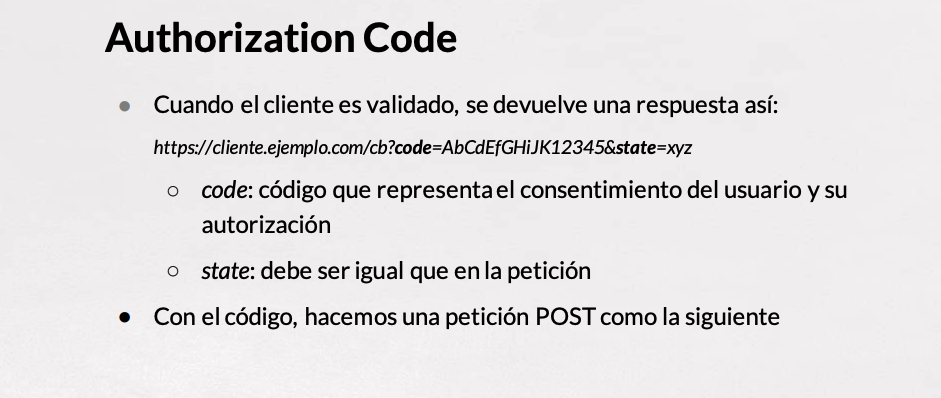 Authorization Code
● Cuando el cliente es validado, se devuelve una respuesta así:
https://cliente.ejemplo.com/cb?code=AbCdEfGHiJK12345&state=xyz
○ code: código que representa el consentimiento del usuario y su
autorización
○ state: debe ser igual que en la petición
● Con el código, hacemos una petición POST como la siguiente